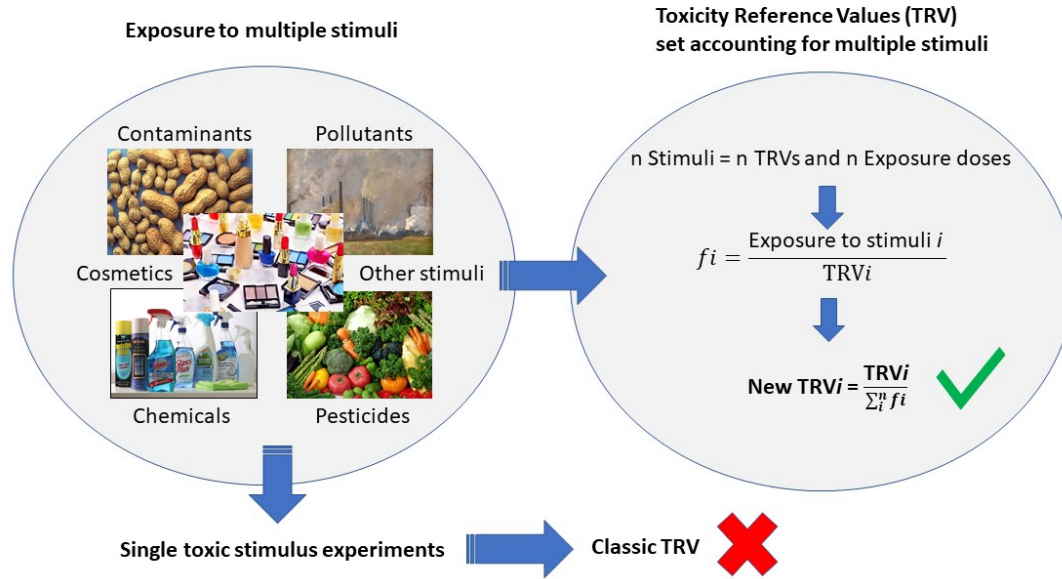 Exposure to multiple stimuli
Toxicity Reference Values (TRV)
set accounting for multiple stimuli
Contaminants
Pollutants
Cosmetics
Other stimuli
Chemicals
Pesticides
n Stimuli = n TRVs and n Exposure doses
fi = Exposure to stimuli i / TRVi
New TRVi = TRVi / ∑ⁿᵢ fi
Single toxic stimulus experiments
Classic TRV